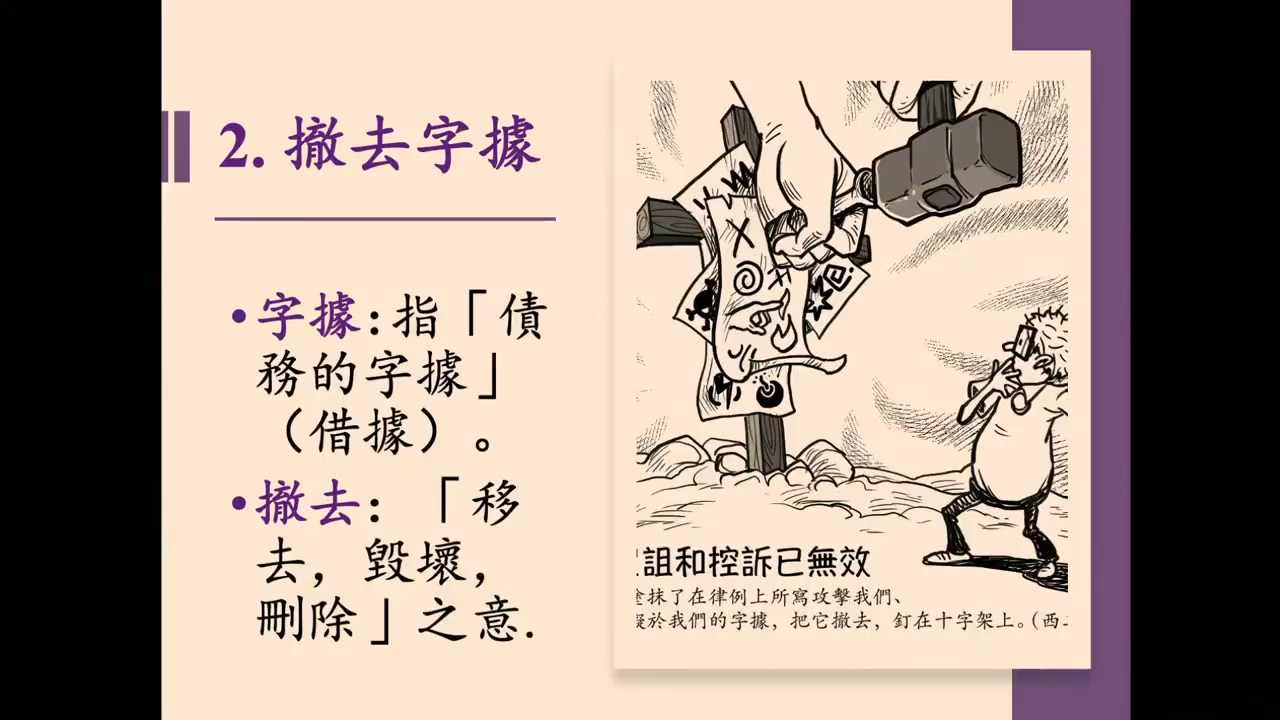 2. 撤去字據
•字據:指「債
務的字據」
（借據）。
•撤去: 「移
去, 毀壞,
刪除」之意.
詛和控訴已無效
抹了在律例上所寫攻擊我們、
於我們的字據，把它撤去，釘在十字架上。(西